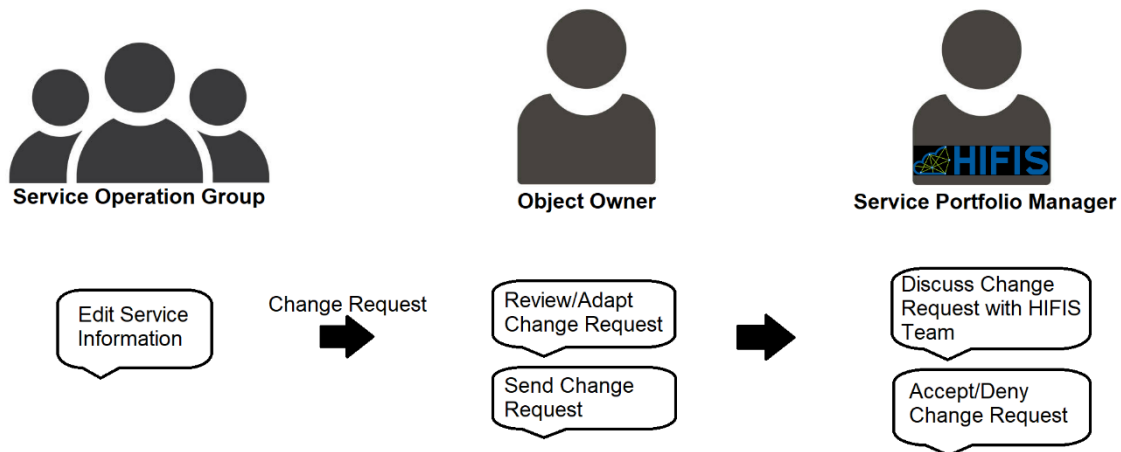 HIFIS
Service Operation Group
Object Owner
Service Portfolio Manager
Edit Service
Information
Change Request
Review/Adapt
Change Request
Send Change
Request
Discuss Change
Request with HIFIS
Team
Accept/Deny
Change Request